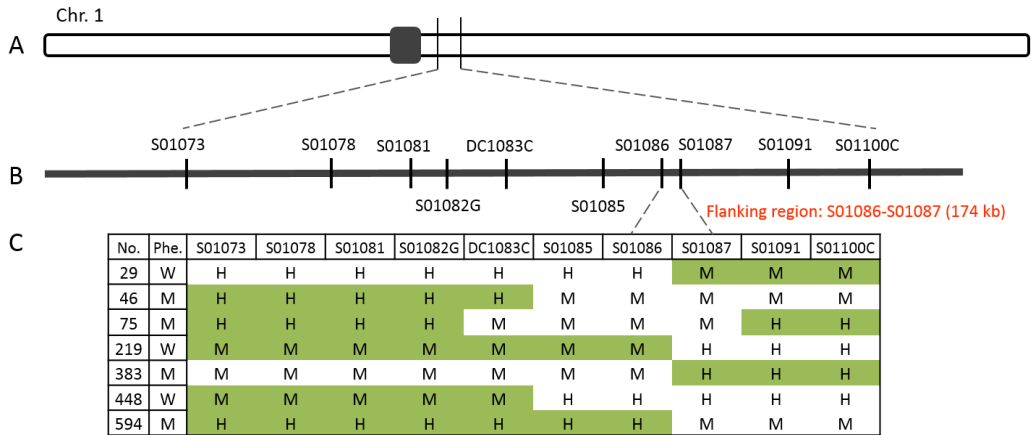 Chr. 1
A
S01073 S01078 S01081 DC1083C S01086 S01087 S01091 S01100C
B
S01082G S01085 Flanking region: S01086-S01087 (174 kb)
C
No. Phe. S01073 S01078 S01081 S01082G DC1083C S01085 S01086 S01087 S01091 S01100C
29 W H H H H H H H M M M
46 M H H H H H M M M M M
75 M H H H H M M M M H H
219 W M M M M M M M H H H
383 M M M M M M M M H H H
448 W M M M M M H H H H H
594 M H H H H H H H M M M